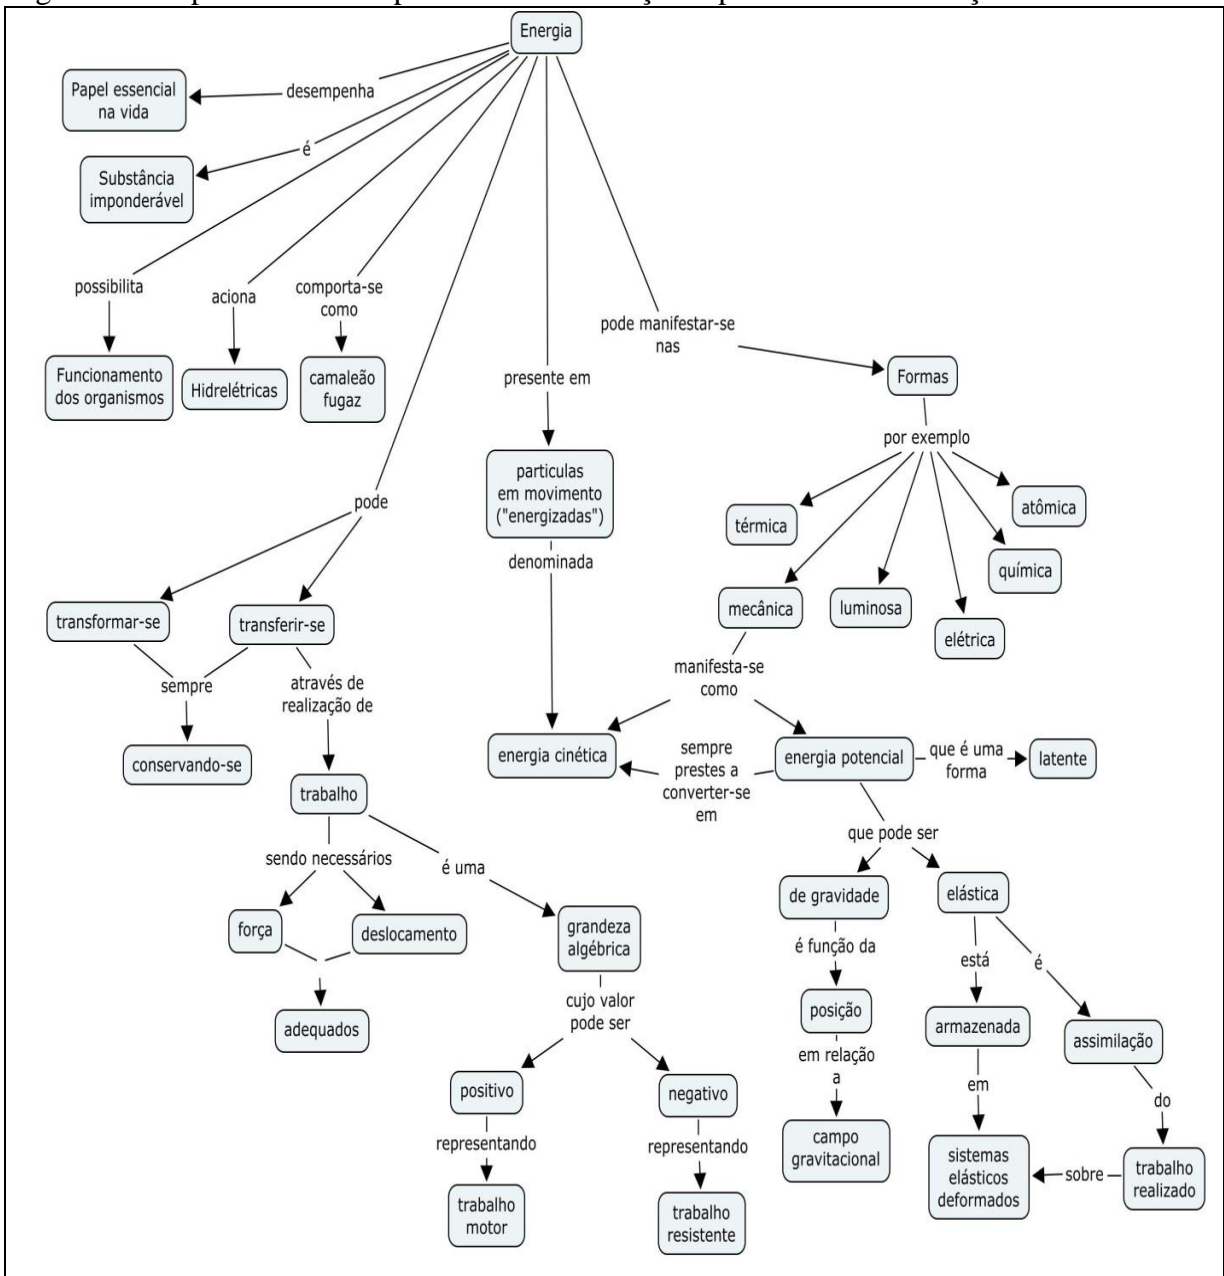 Energia
desempenha
Papel essencial
na vida
é
Substância
imponderável
possibilita
aciona
comporta-se
como
pode manifestar-se
nas
Funcionamento
dos organismos
Hidrelétricas
camaleão
fugaz
presente em
Formas
por exemplo
particulas
em movimento
("energizadas")
pode
térmica
atômica
denominada
química
transformar-se
transferir-se
mecânica
luminosa
elétrica
sempre
através de
realização de
manifesta-se
como
conservando-se
energia cinética
sempre
prestes a
converter-se
em
energia potencial
que é uma
forma
latente
trabalho
que pode ser
sendo necessários
é uma
de gravidade
elástica
força
deslocamento
grandeza
algébrica
é função da
está
é
cujo valor
pode ser
adequados
posição
armazenada
assimilação
em relação
a
em
do
positivo
negativo
representando
representando
campo
gravitacional
sistemas
elásticos
deformados
sobre
trabalho
realizado
trabalho
motor
trabalho
resistente